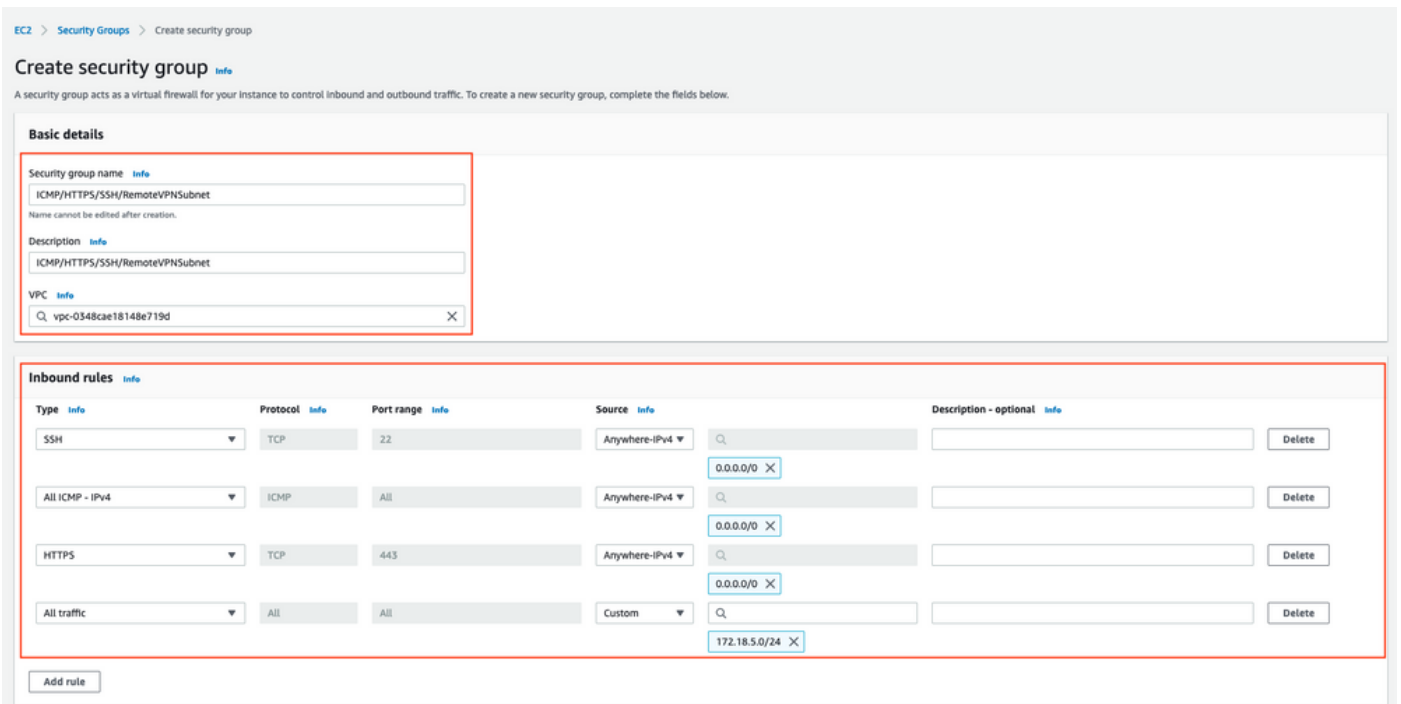 EC2 > Security Groups > Create security group
Create security group Info
A security group acts as a virtual firewall for your instance to control inbound and outbound traffic. To create a new security group, complete the fields below.
Basic details
Security group name Info
ICMP/HTTPS/SSH/RemoteVPNSubnet
Name cannot be edited after creation.
Description Info
ICMP/HTTPS/SSH/RemoteVPNSubnet
VPC Info
vpc-0348cae18148e719d
Inbound rules Info
Type Info Protocol Info Port range Info Source Info Description - optional Info
SSH TCP 22 Anywhere-IPv4 Delete
0.0.0.0/0
All ICMP - IPv4 ICMP All Anywhere-IPv4 Delete
0.0.0.0/0
HTTPS TCP 443 Anywhere-IPv4 Delete
0.0.0.0/0
All traffic All All Custom Delete
172.18.5.0/24
Add rule